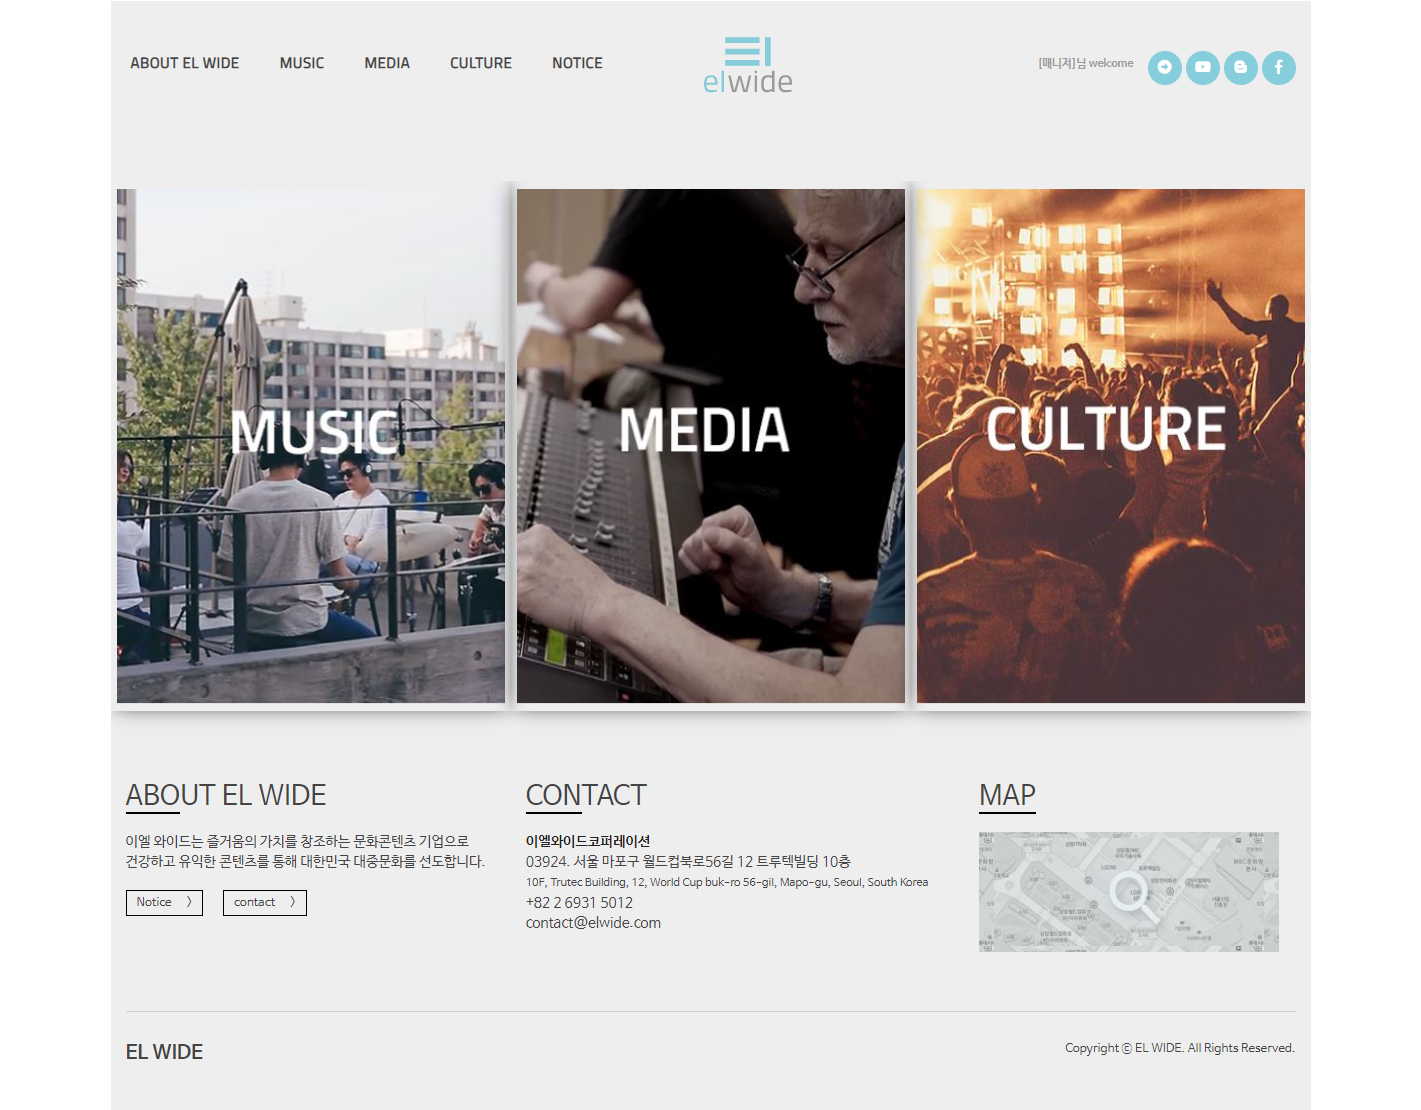 ABOUT EL WIDE MUSIC MEDIA CULTURE NOTICE
elwide
[매니저]님 welcome
MUSIC
MEDIA
CULTURE
ABOUT EL WIDE
이엘 와이드는 즐거움의 가치를 창조하는 문화콘텐츠 기업으로
건강하고 유익한 콘텐츠를 통해 대한민국 대중문화를 선도합니다.
Notice 〉
contact 〉
CONTACT
이엘와이드코퍼레이션
03924. 서울 마포구 월드컵북로56길 12 트루텍빌딩 10층
10F, Trutec Building, 12, World Cup buk-ro 56-gil, Mapo-gu, Seoul, South Korea
+82 2 6931 5012
contact@elwide.com
MAP
EL WIDE
Copyright ⓒ EL WIDE. All Rights Reserved.